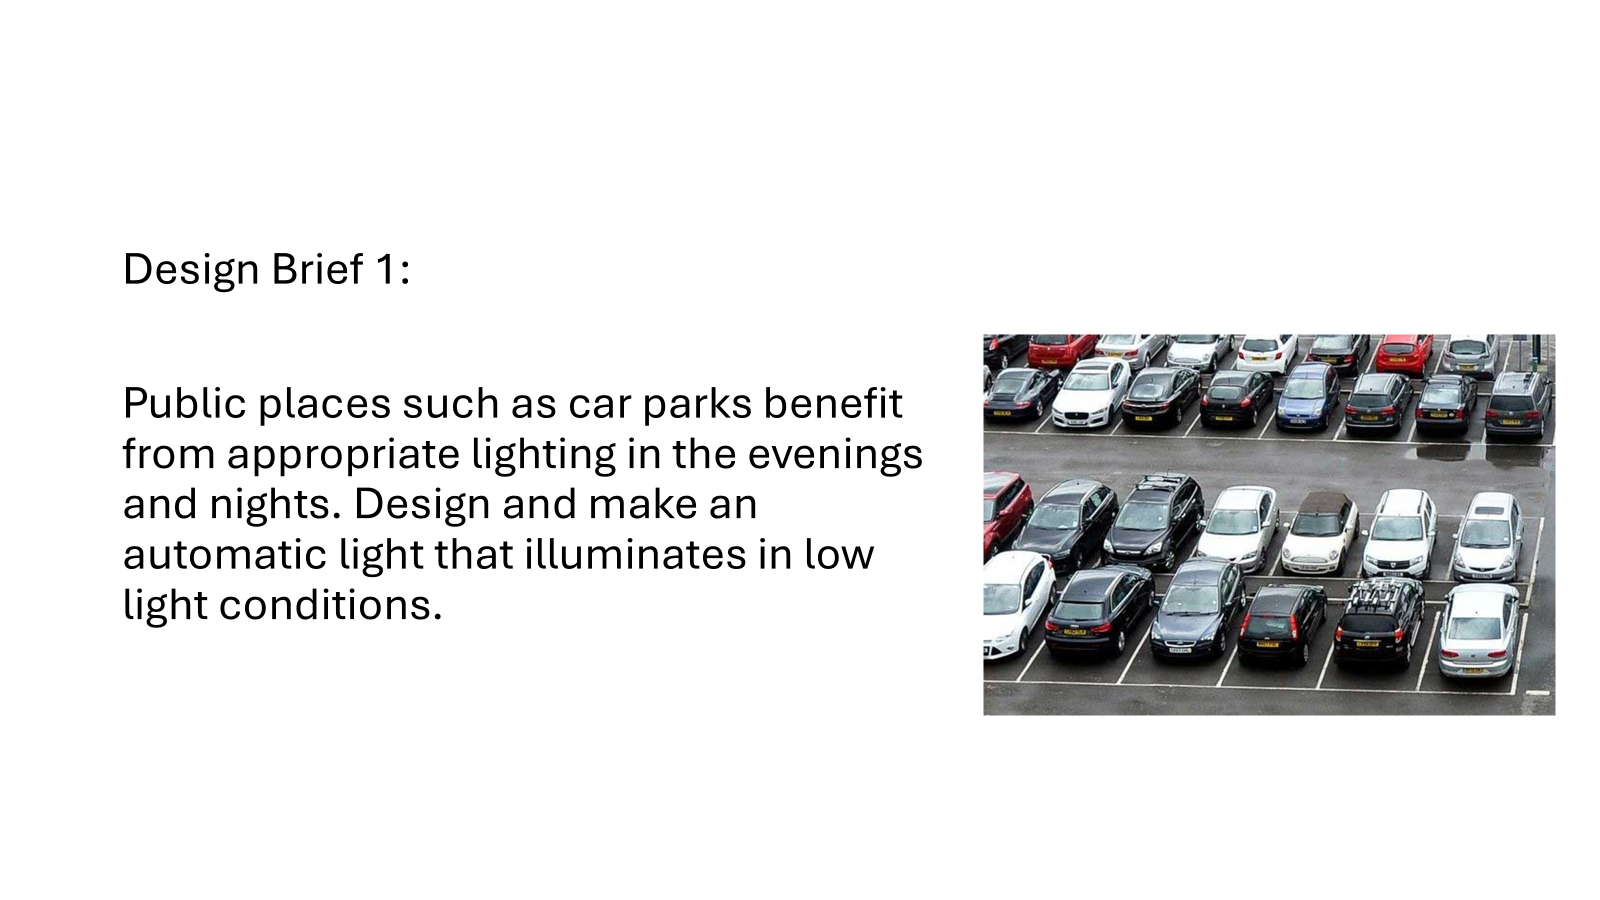 Design Brief 1:
Public places such as car parks benefit
from appropriate lighting in the evenings
and nights. Design and make an
automatic light that illuminates in low
light conditions.